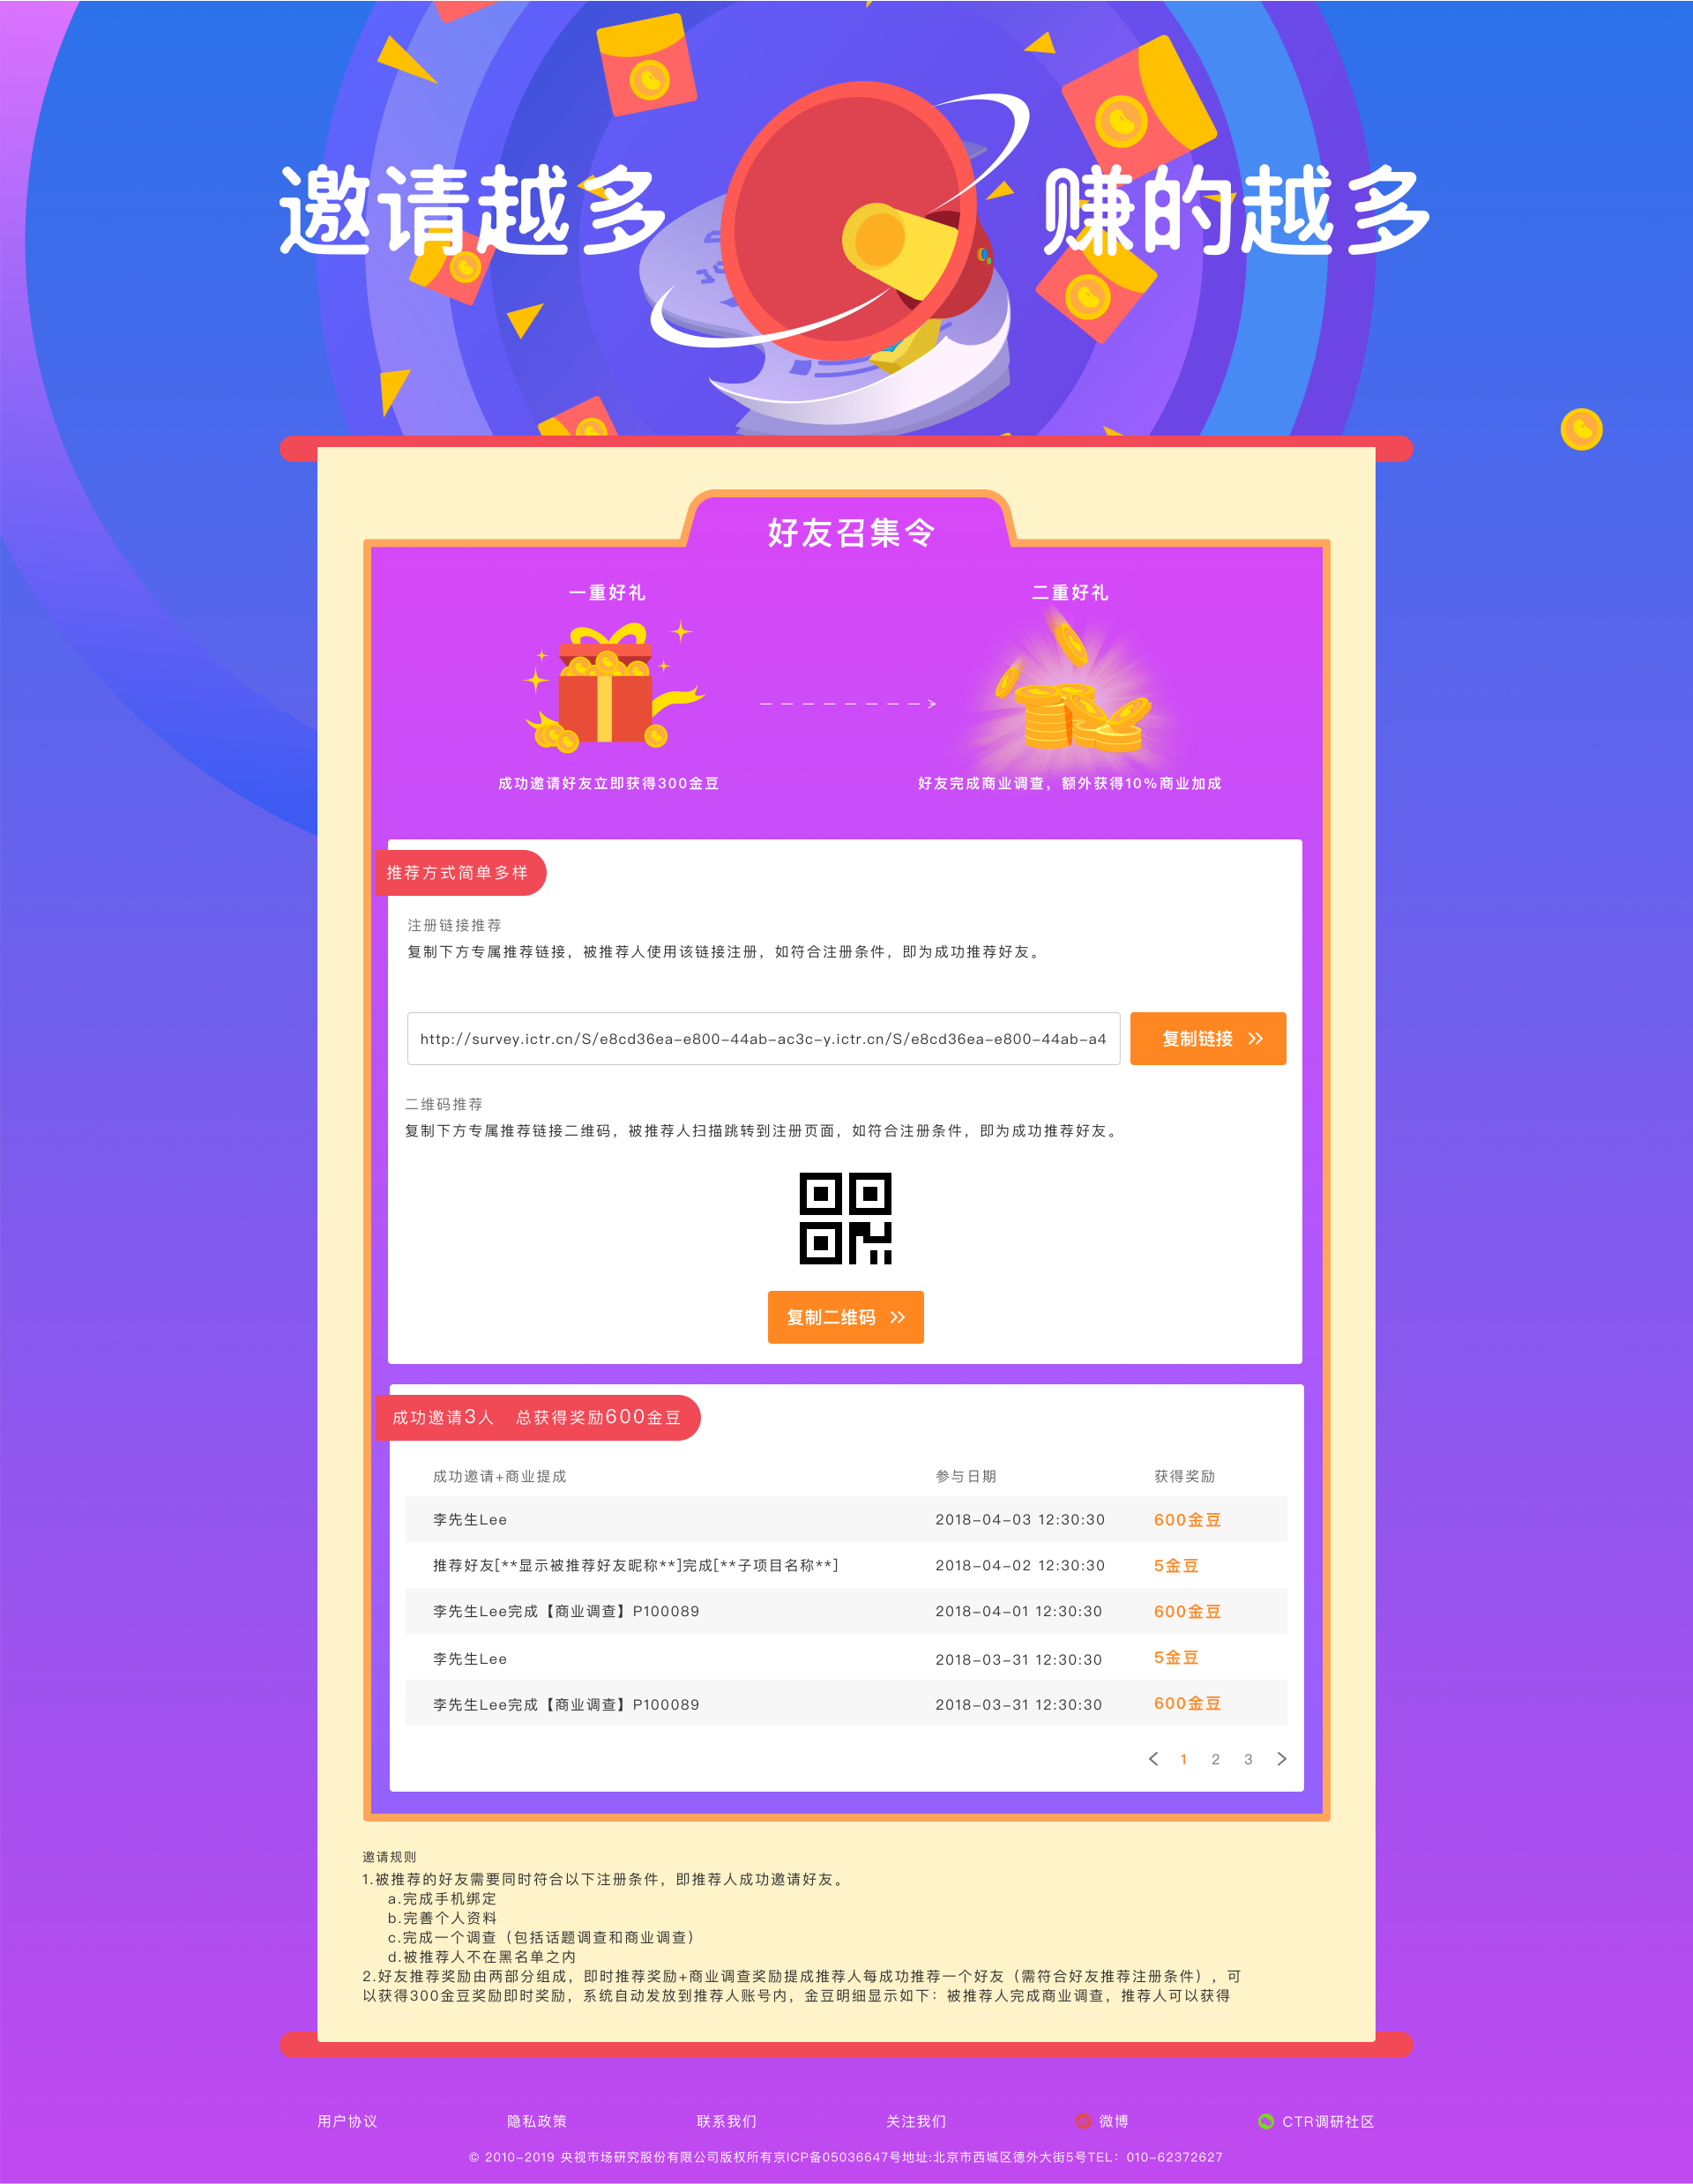 邀请越多
赚的越多
好友召集令
一重好礼
二重好礼
成功邀请好友立即获得300金豆
好友完成商业调查，额外获得10%商业加成
推荐方式简单多样
注册链接推荐
复制下方专属推荐链接，被推荐人使用该链接注册，如符合注册条件，即为成功推荐好友。
http://survey.ictr.cn/S/e8cd36ea-e800-44ab-ac3c-y.ictr.cn/S/e8cd36ea-e800-44ab-a4
复制链接
二维码推荐
复制下方专属推荐链接二维码，被推荐人扫描跳转到注册页面，如符合注册条件，即为成功推荐好友。
复制二维码
成功邀请3人 总获得奖励600金豆
成功邀请+商业提成 参与日期 获得奖励
李先生Lee 2018-04-03 12:30:30 600金豆
推荐好友[**显示被推荐好友昵称**]完成[**子项目名称**] 2018-04-02 12:30:30 5金豆
李先生Lee完成【商业调查】P100089 2018-04-01 12:30:30 600金豆
李先生Lee 2018-03-31 12:30:30 5金豆
李先生Lee完成【商业调查】P100089 2018-03-31 12:30:30 600金豆
1 2 3
邀请规则
1.被推荐的好友需要同时符合以下注册条件，即推荐人成功邀请好友。
a.完成手机绑定
b.完善个人资料
c.完成一个调查（包括话题调查和商业调查）
d.被推荐人不在黑名单之内
2.好友推荐奖励由两部分组成，即时推荐奖励+商业调查奖励提成推荐人每成功推荐一个好友（需符合好友推荐注册条件），可
以获得300金豆奖励即时奖励，系统自动发放到推荐人账号内，金豆明细显示如下：被推荐人完成商业调查，推荐人可以获得
用户协议 隐私政策 联系我们 关注我们 微博 CTR调研社区
© 2010-2019 央视市场研究股份有限公司版权所有京ICP备05036647号地址:北京市西城区德外大街5号TEL：010-62372627